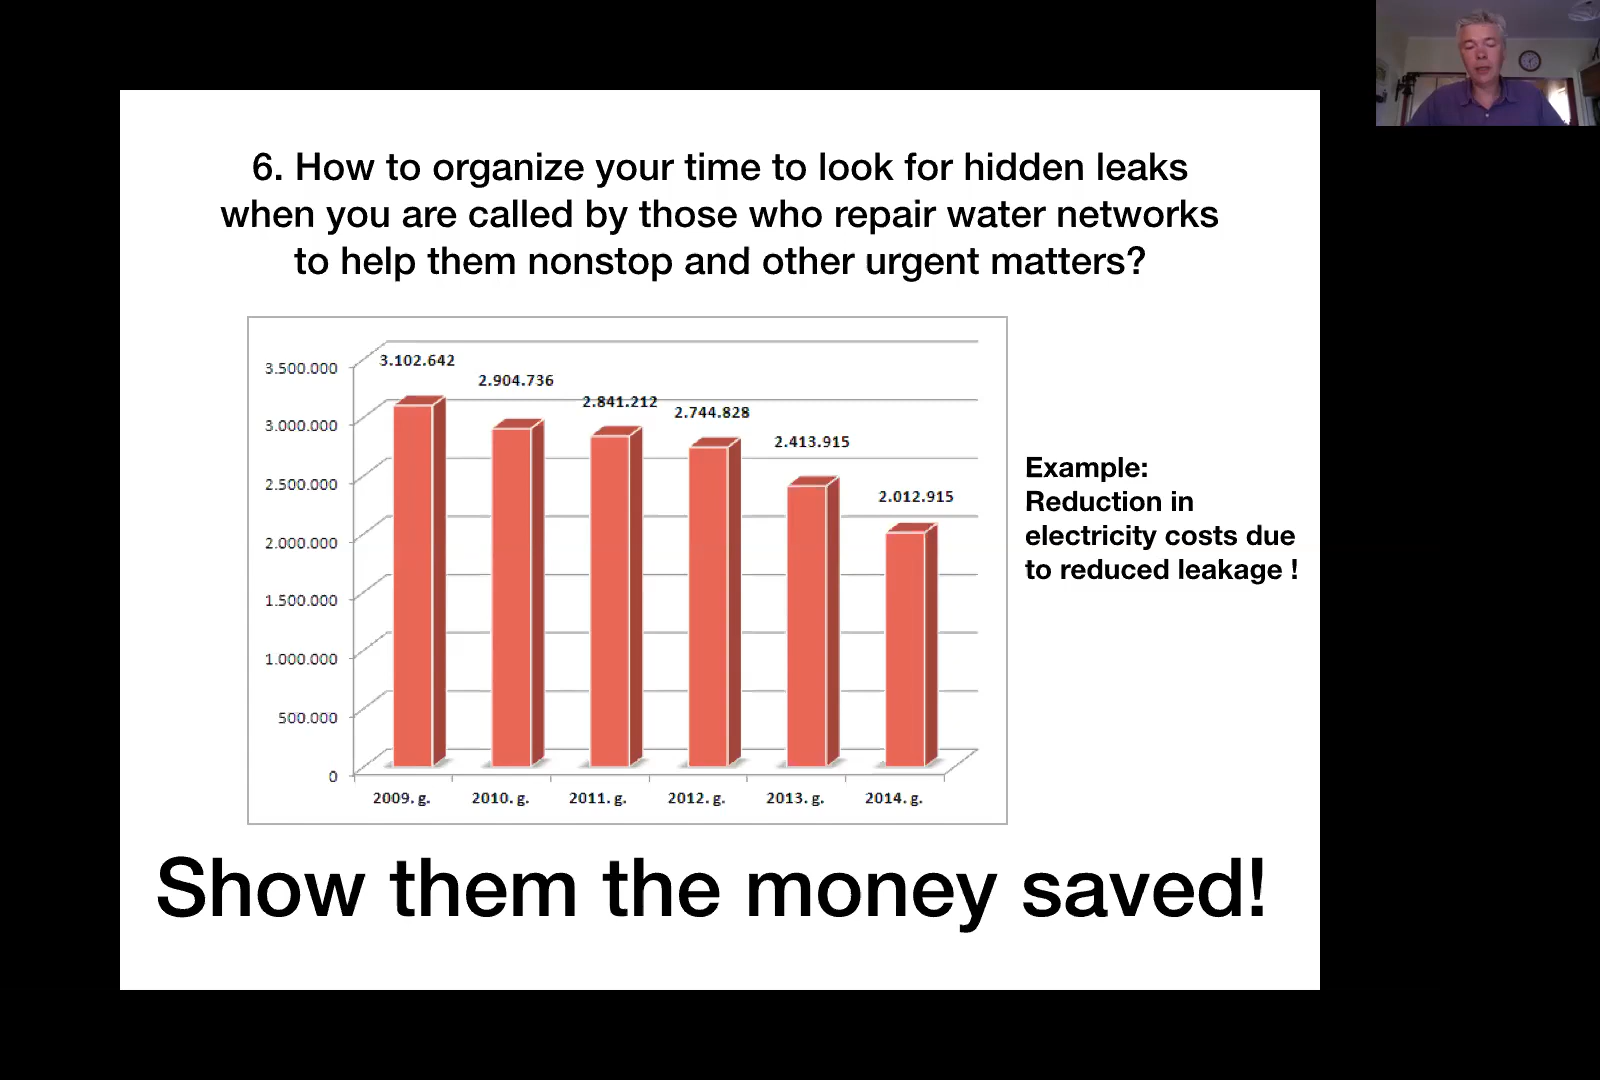 6. How to organize your time to look for hidden leaks
when you are called by those who repair water networks
to help them nonstop and other urgent matters?
3.500.000
3.000.000
2.500.000
2.000.000
1.500.000
1.000.000
500.000
0
3.102.642
2.904.736
2.841.212
2.744.828
2.413.915
2.012.915
2009. g.
2010. g.
2011. g.
2012. g.
2013. g.
2014. g.
Example:
Reduction in
electricity costs due
to reduced leakage !
Show them the money saved!